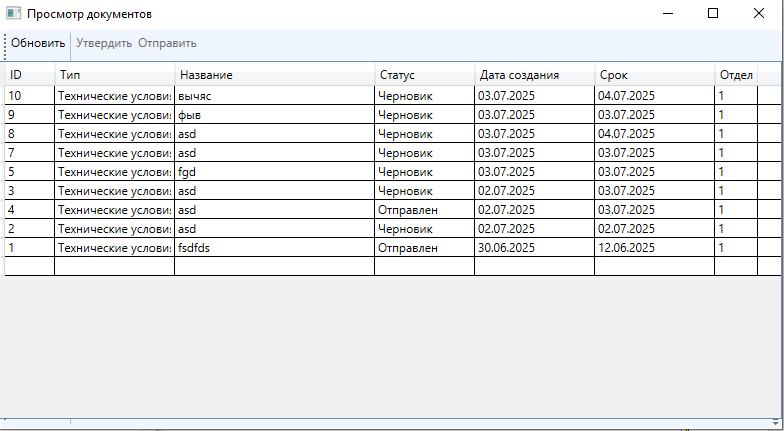 Просмотр документов
Обновить Утвердить Отправить
ID Тип Название Статус Дата создания Срок Отдел
10 Технические услови вычяс Черновик 03.07.2025 04.07.2025 1
9 Технические услови фыв Черновик 03.07.2025 03.07.2025 1
8 Технические услови asd Черновик 03.07.2025 04.07.2025 1
7 Технические услови asd Черновик 03.07.2025 03.07.2025 1
5 Технические услови fgd Черновик 03.07.2025 03.07.2025 1
3 Технические услови asd Черновик 02.07.2025 03.07.2025 1
4 Технические услови asd Отправлен 02.07.2025 03.07.2025 1
2 Технические услови asd Черновик 02.07.2025 02.07.2025 1
1 Технические услови fsdfds Отправлен 30.06.2025 12.06.2025 1